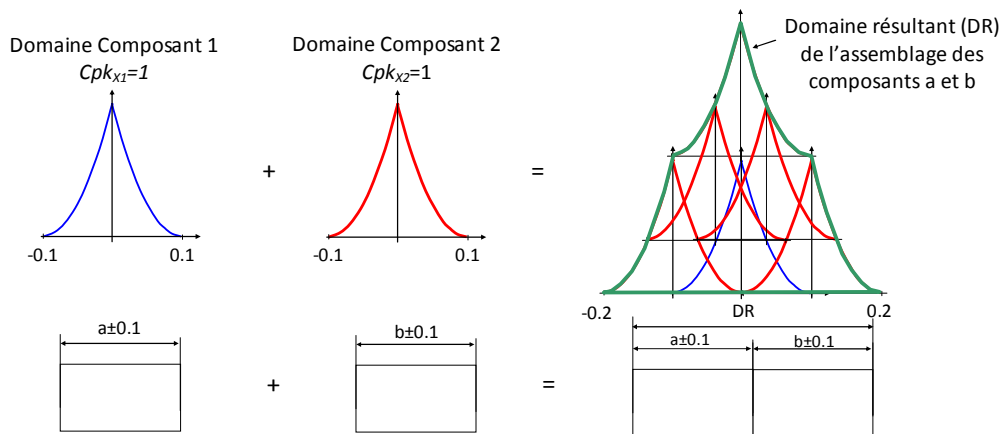 Domaine Composant 1
Cpk_X1=1
Domaine Composant 2
Cpk_X2=1
Domaine résultant (DR)
de l'assemblage des
composants a et b
+
=
-0.1
0.1
-0.1
0.1
-0.2
DR
0.2
a±0.1
b±0.1
a±0.1
b±0.1
+
=